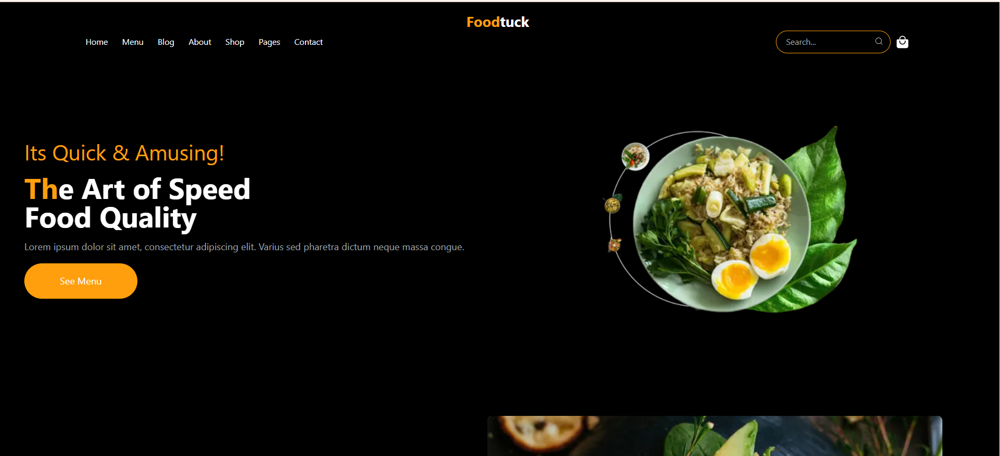 Foodtuck
Home Menu Blog About Shop Pages Contact
Search...
Its Quick & Amusing!
The Art of Speed
Food Quality
Lorem ipsum dolor sit amet, consectetur adipiscing elit. Varius sed pharetra dictum neque massa congue.
See Menu